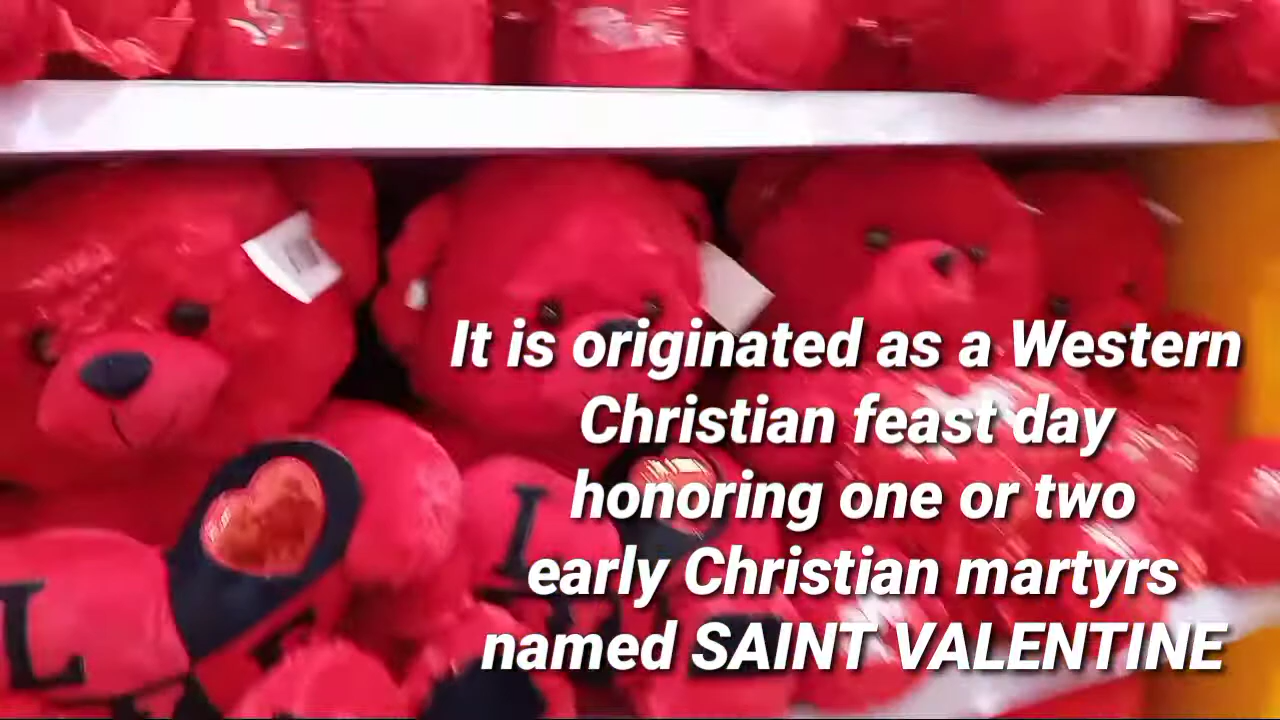 It is originated as a Western
Christian feast day
honoring one or two
early Christian martyrs
named SAINT VALENTINE
L
L